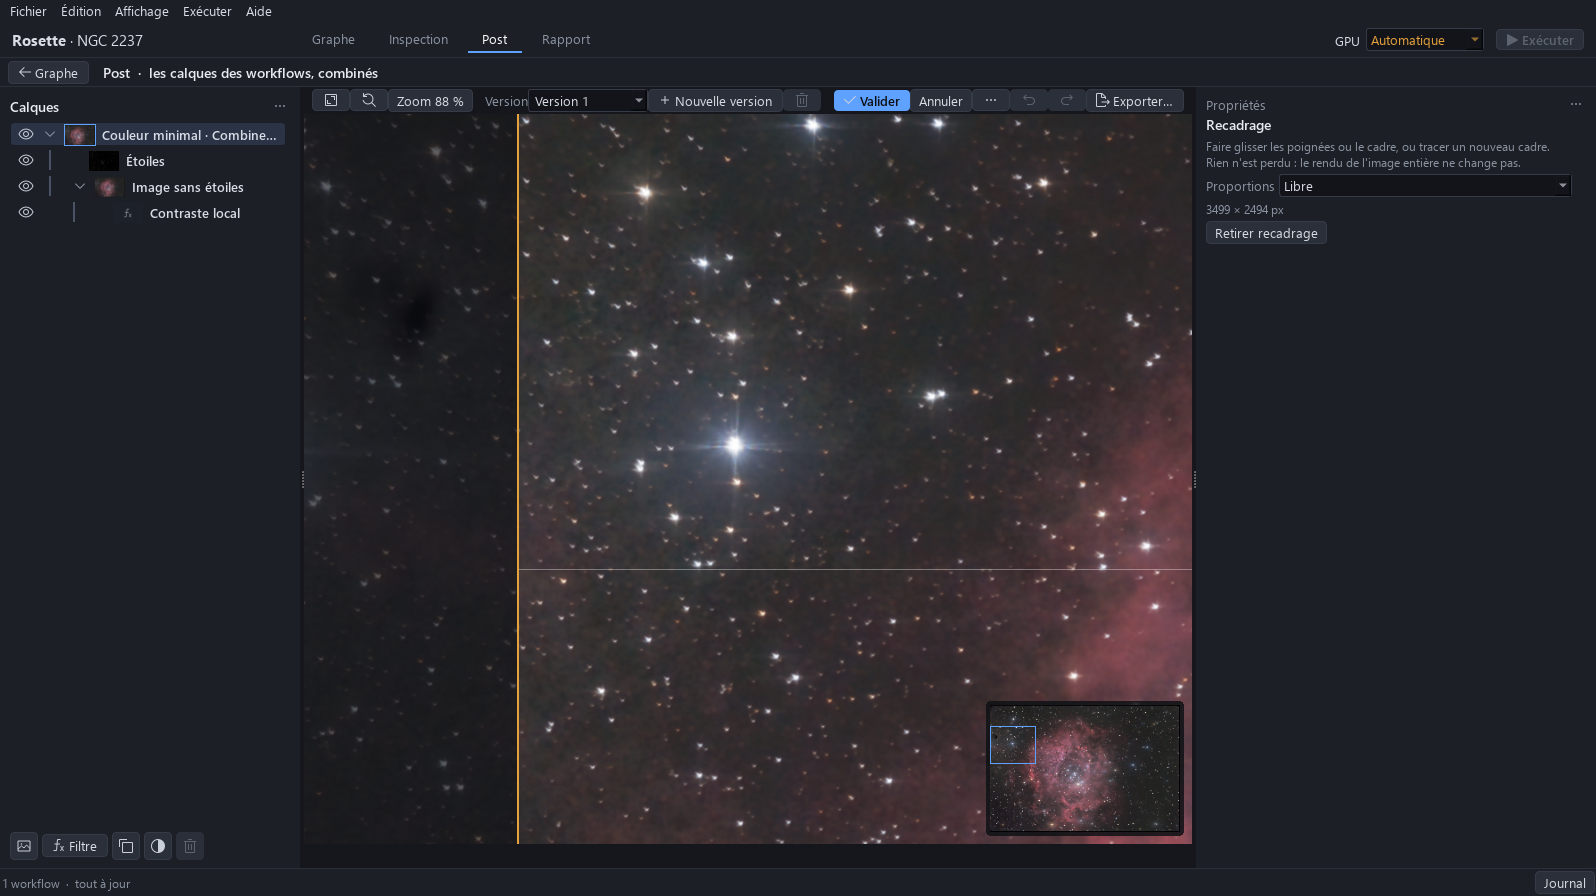 Fichier Édition Affichage Exécuter Aide
Rosette · NGC 2237 Graphe Inspection Post Rapport GPU Automatique Exécuter
Graphe Post · les calques des workflows, combinés
Calques ... Zoom 88 % Version Version 1 + Nouvelle version Valider Annuler ... Exporter... Propriétés ...
Couleur minimal · Combine...
Étoiles
Image sans étoiles
fx Contraste local
Recadrage
Faire glisser les poignées ou le cadre, ou tracer un nouveau cadre.
Rien n'est perdu : le rendu de l'image entière ne change pas.
Proportions Libre
3499 × 2494 px
Retirer recadrage
fx Filtre
1 workflow · tout à jour
Journal